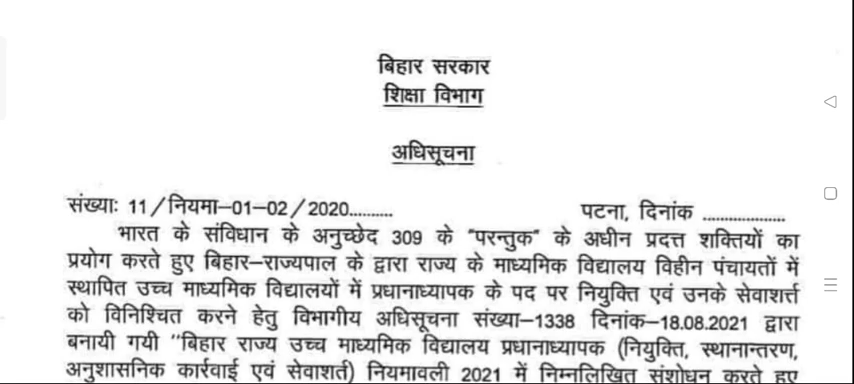 बिहार सरकार
शिक्षा विभाग
अधिसूचना
संख्याः 11/नियमा–01–02/2020.......... पटना, दिनांक ....................
भारत के संविधान के अनुच्छेद 309 के "परन्तुक" के अधीन प्रदत्त शक्तियों का
प्रयोग करते हुए बिहार–राज्यपाल के द्वारा राज्य के माध्यमिक विद्यालय विहीन पंचायतों में
स्थापित उच्च माध्यमिक विद्यालयों में प्रधानाध्यापक के पद पर नियुक्ति एवं उनके सेवाशर्त्त
को विनिश्चित करने हेतु विभागीय अधिसूचना संख्या–1338 दिनांक–18.08.2021 द्वारा
बनायी गयी "बिहार राज्य उच्च माध्यमिक विद्यालय प्रधानाध्यापक (नियुक्ति, स्थानान्तरण,
अनुशासनिक कार्रवाई एवं सेवाशर्त) नियमावली 2021 में निम्नलिखित संशोधन करते हुए